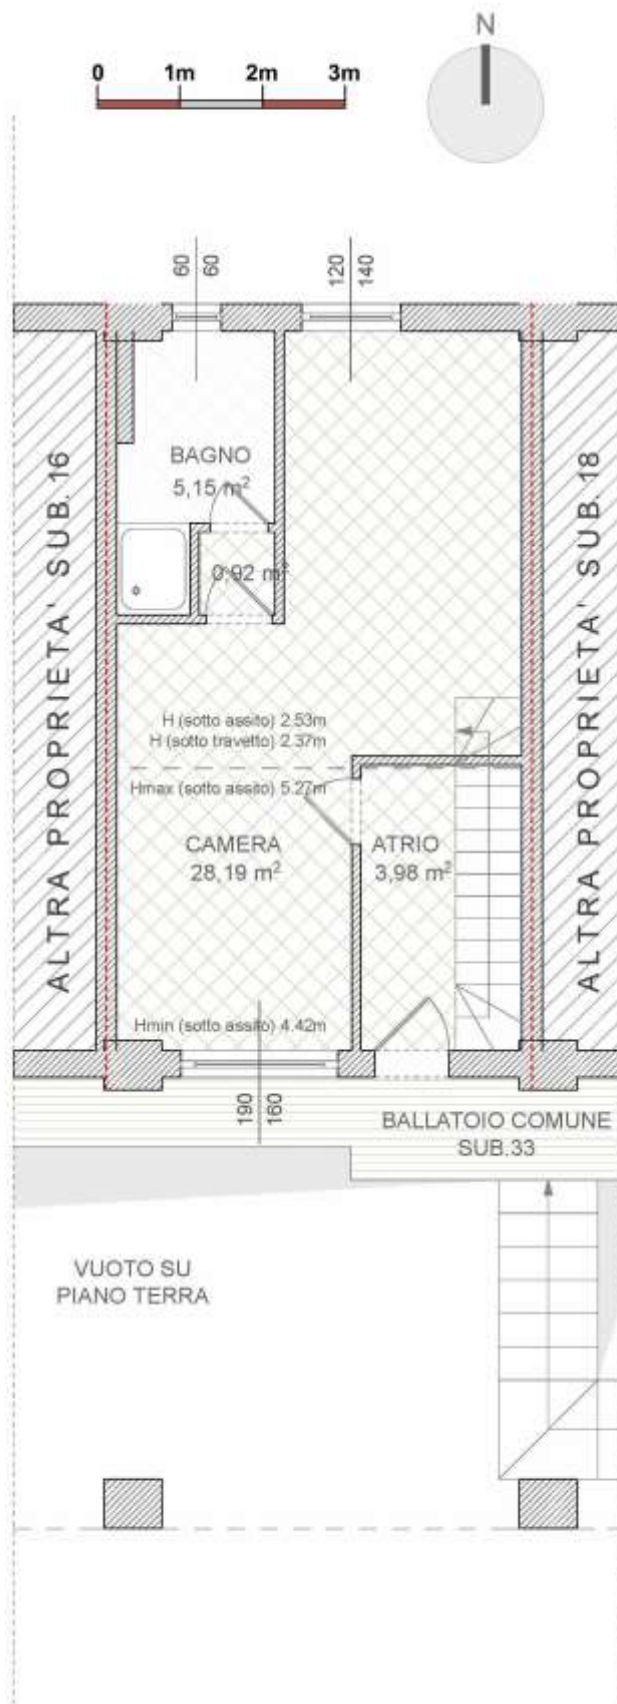 N
0 1m 2m 3m
60
60
120
140
BAGNO
5,15 m²
0,92 m²
ALTRA PROPRIETA' SUB. 16
ALTRA PROPRIETA' SUB. 18
H (sotto assito) 2.53m
H (sotto travetto) 2.37m
Hmax (sotto assito) 5.27m
CAMERA
28,19 m²
ATRIO
3,98 m²
Hmin (sotto assito) 4.42m
190
160
BALLATOIO COMUNE
SUB.33
VUOTO SU
PIANO TERRA